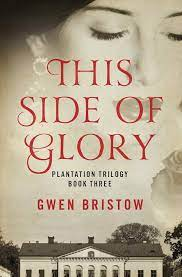 THIS
SIDE OF
GLORY
PLANTATION TRILOGY
BOOK THREE
GWEN BRISTOW